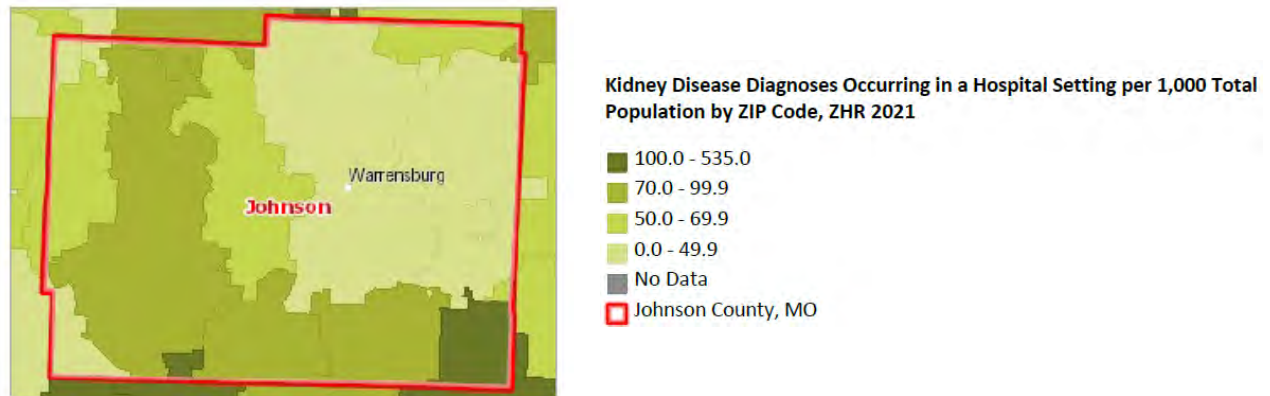 Warrensburg
Johnson
Kidney Disease Diagnoses Occurring in a Hospital Setting per 1,000 Total
Population by ZIP Code, ZHR 2021
100.0 - 535.0
70.0 - 99.9
50.0 - 69.9
0.0 - 49.9
No Data
Johnson County, MO